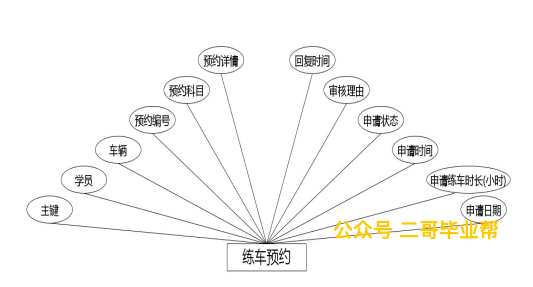 预约详情
回复时间
预约科目
审核理由
预约编号
申请状态
车辆
申请时间
学员
申请练车时长(小时)
主键
申请日期
公众号 二哥毕业帮
练车预约